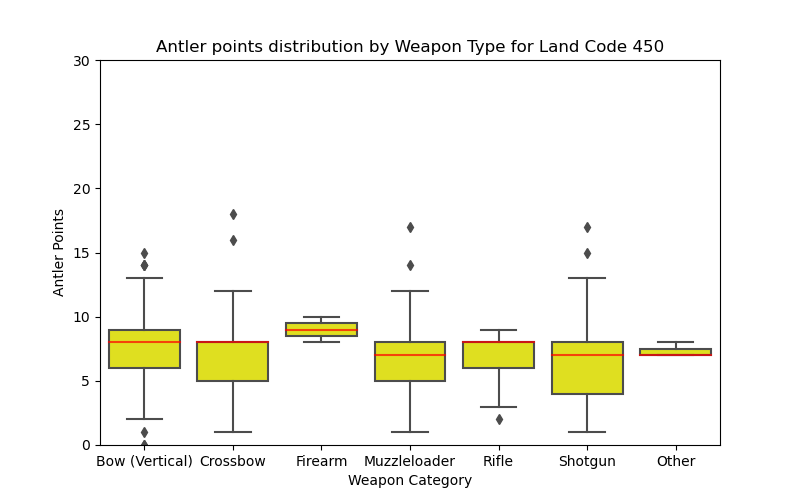 Antler points distribution by Weapon Type for Land Code 450
30
25
20
15
10
5
0
Antler Points
Bow (Vertical) Crossbow Firearm Muzzleloader Rifle Shotgun Other
Weapon Category